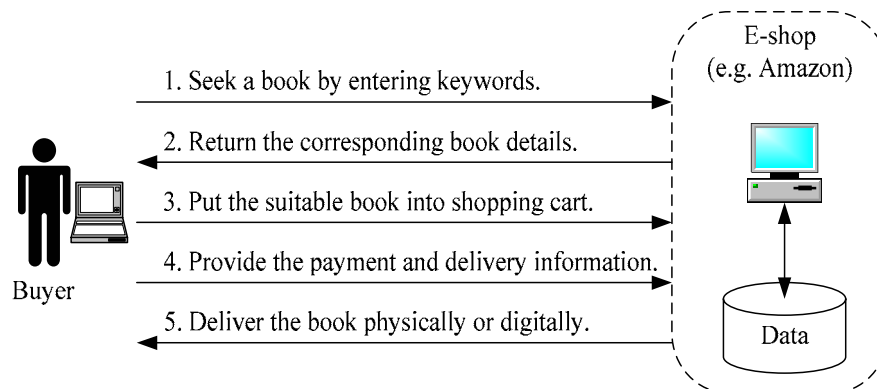 E-shop
(e.g. Amazon)
1. Seek a book by entering keywords.
2. Return the corresponding book details.
3. Put the suitable book into shopping cart.
4. Provide the payment and delivery information.
5. Deliver the book physically or digitally.
Buyer
Data